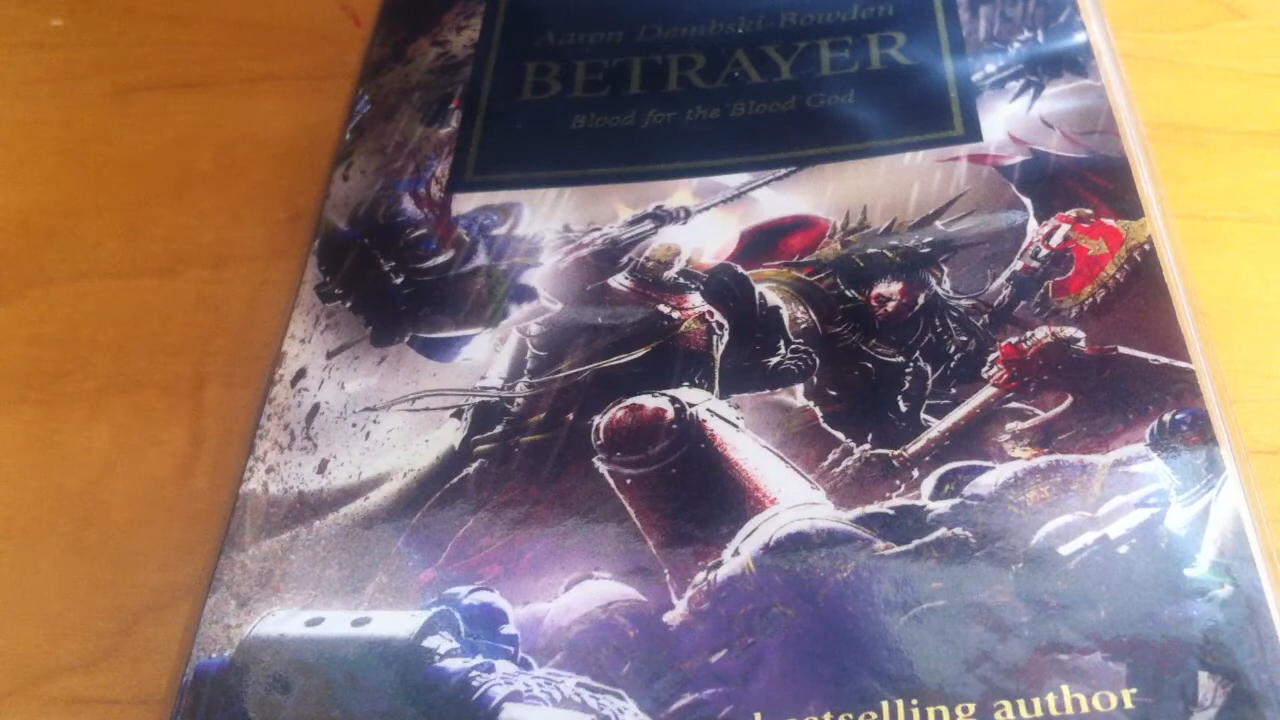 Aaron Dembski-Bowden
BETRAYER
Blood for the Blood God
bestselling author